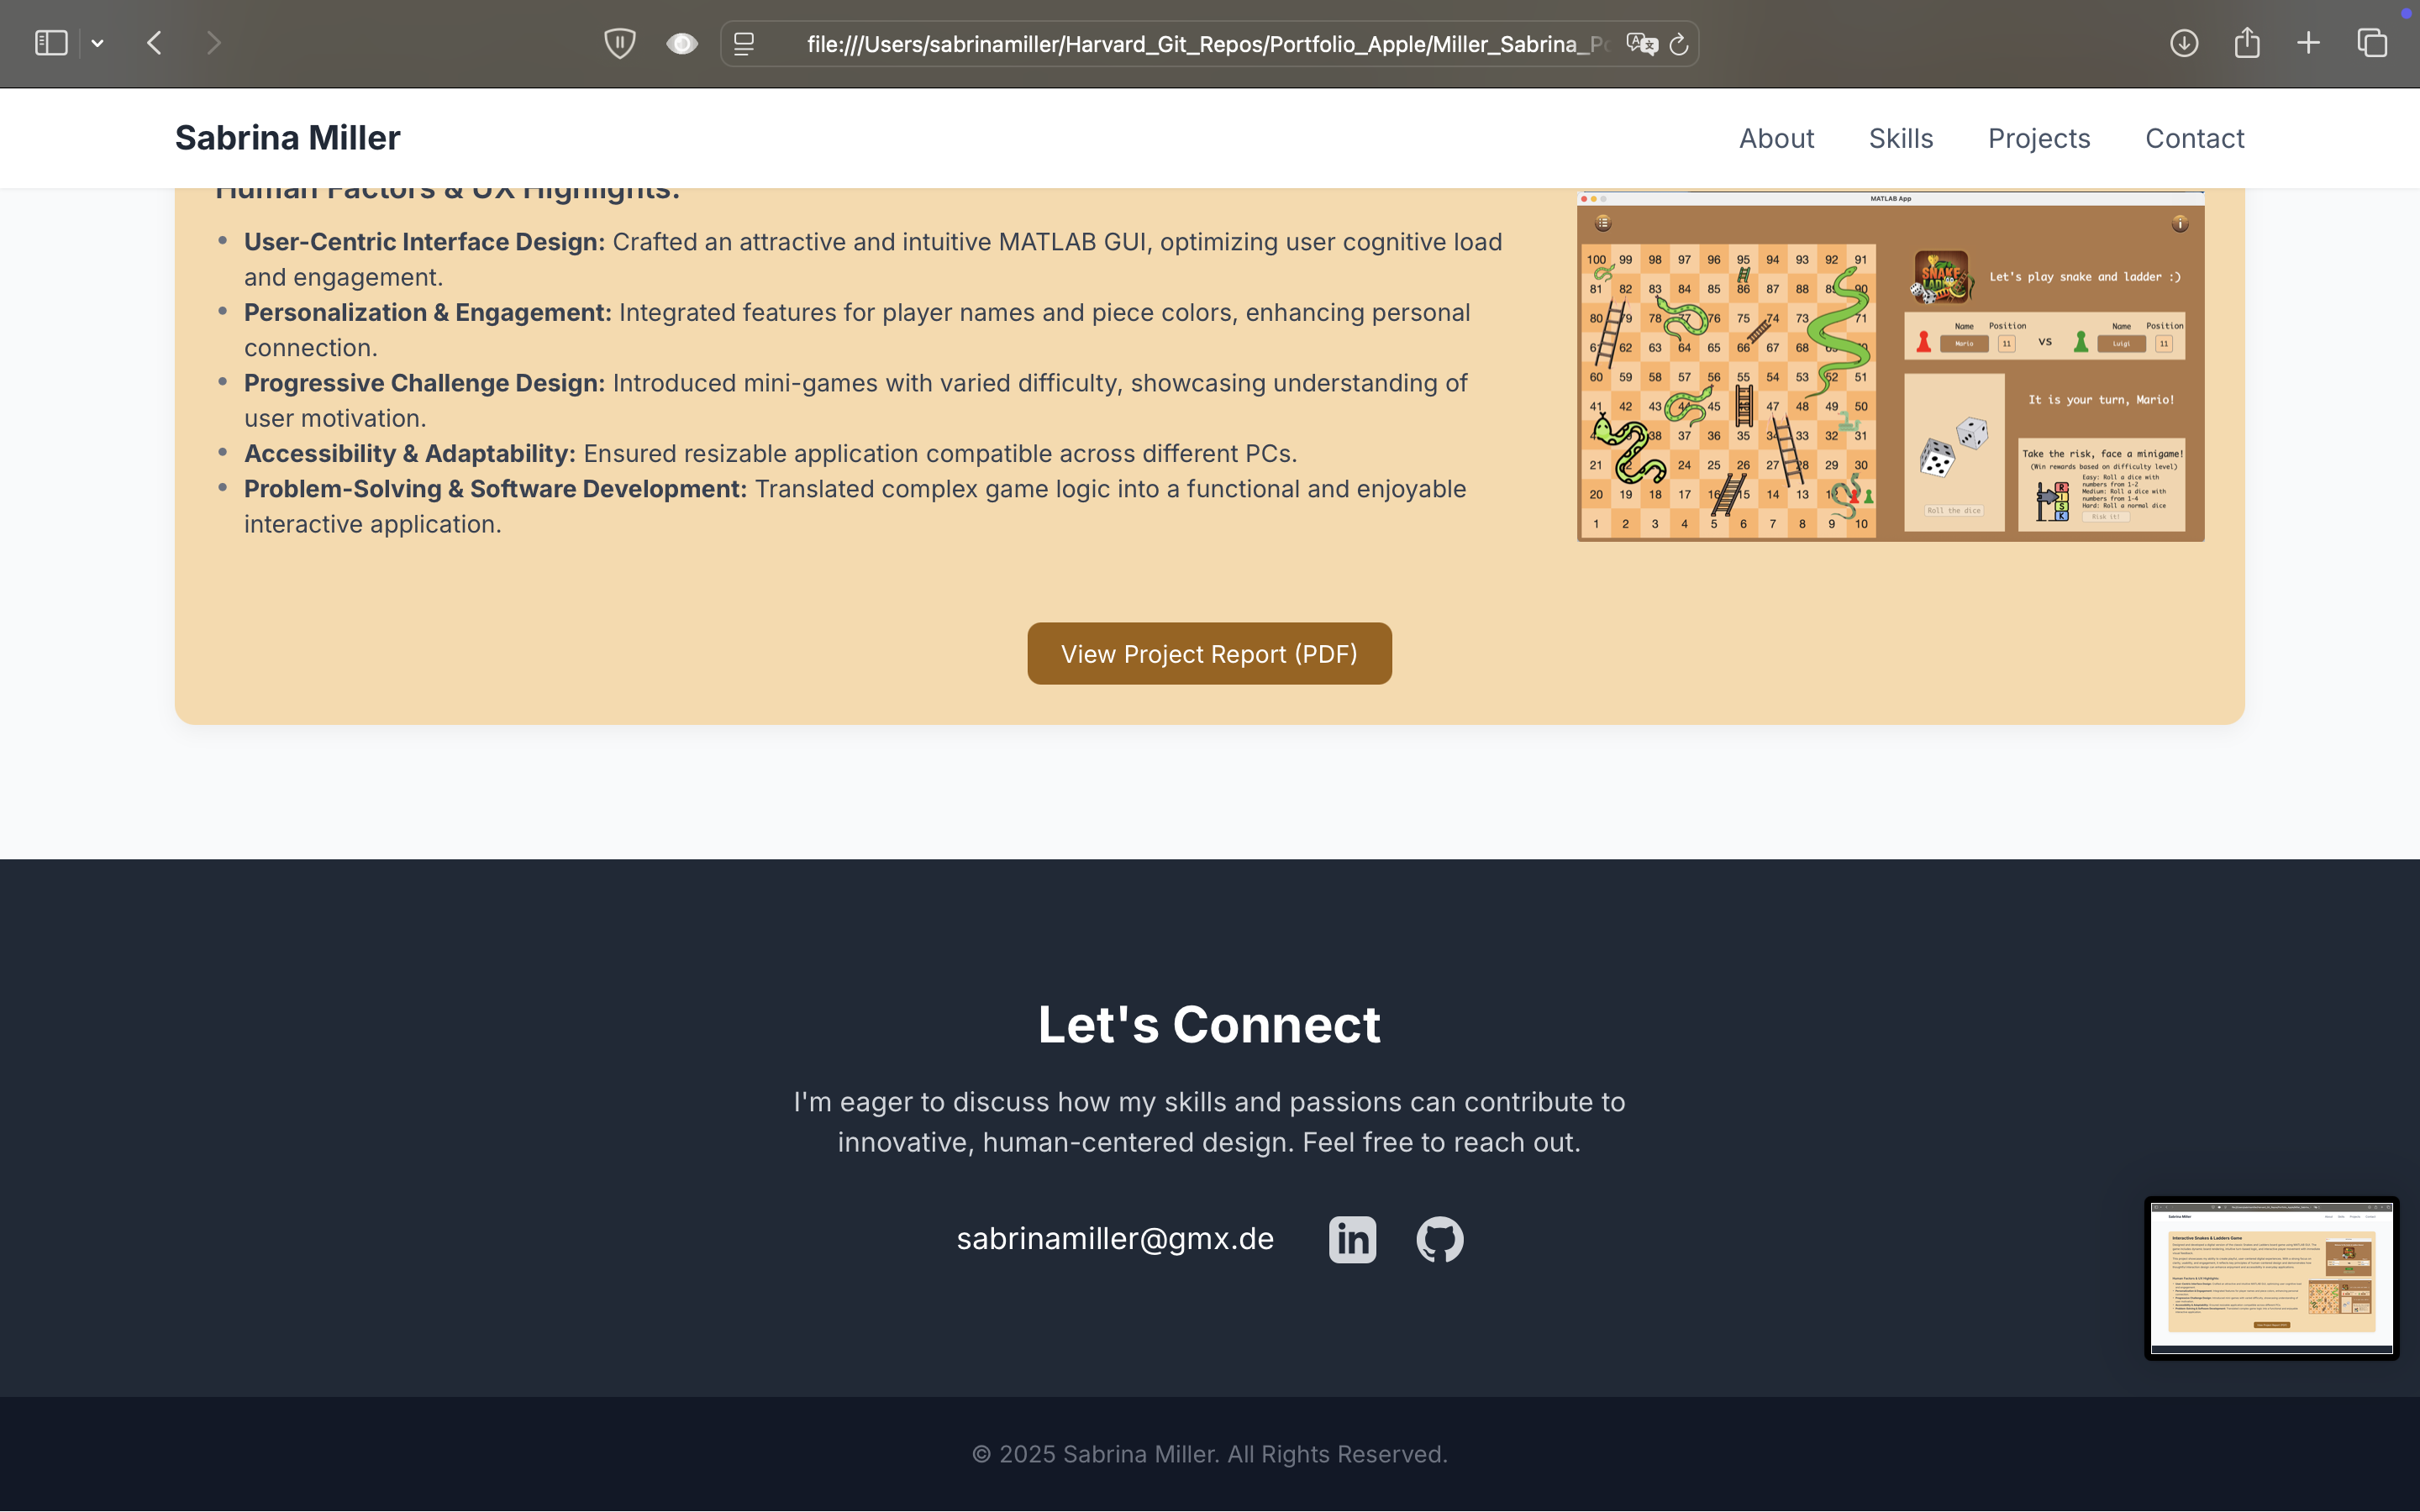 file:///Users/sabrinamiller/Harvard_Git_Repos/Portfolio_Apple/Miller_Sabrina_Po
Sabrina Miller
About
Skills
Projects
Contact
Human Factors & UX Highlights:
• User-Centric Interface Design: Crafted an attractive and intuitive MATLAB GUI, optimizing user cognitive load
and engagement.
• Personalization & Engagement: Integrated features for player names and piece colors, enhancing personal
connection.
• Progressive Challenge Design: Introduced mini-games with varied difficulty, showcasing understanding of
user motivation.
• Accessibility & Adaptability: Ensured resizable application compatible across different PCs.
• Problem-Solving & Software Development: Translated complex game logic into a functional and enjoyable
interactive application.
MATLAB App
100 99 98 97 96 95 94 93 92 91
81 82 83 84 85 86 87 88 89 90
80 79 78 77 76 75 74 73 71
62 63 64 65 66 67 68
60 59 58 57 56 55 54 53 52 51
41 42 43 44 45 47 48 49 50
38 37 36 35 34 33 32 31
21 24 25 26 27 28 29 30
20 19 18 17 16 15 14 13
1 2 3 4 5 6 7 8 9 10
SNAKE
Let's play snake and ladder :)
Name Position
Mario 11
VS
Name Position
Luigi 11
It is your turn, Mario!
Roll the dice
Take the risk, face a minigame!
(Win rewards based on difficulty level)
Easy: Roll a dice with
numbers from 1-2
Medium: Roll a dice with
numbers from 1-4
Hard: Roll a normal dice
RISK
Risk it!
View Project Report (PDF)
Let's Connect
I'm eager to discuss how my skills and passions can contribute to
innovative, human-centered design. Feel free to reach out.
sabrinamiller@gmx.de
in
Sabrina Miller
Interactive Snakes & Ladders Game
© 2025 Sabrina Miller. All Rights Reserved.